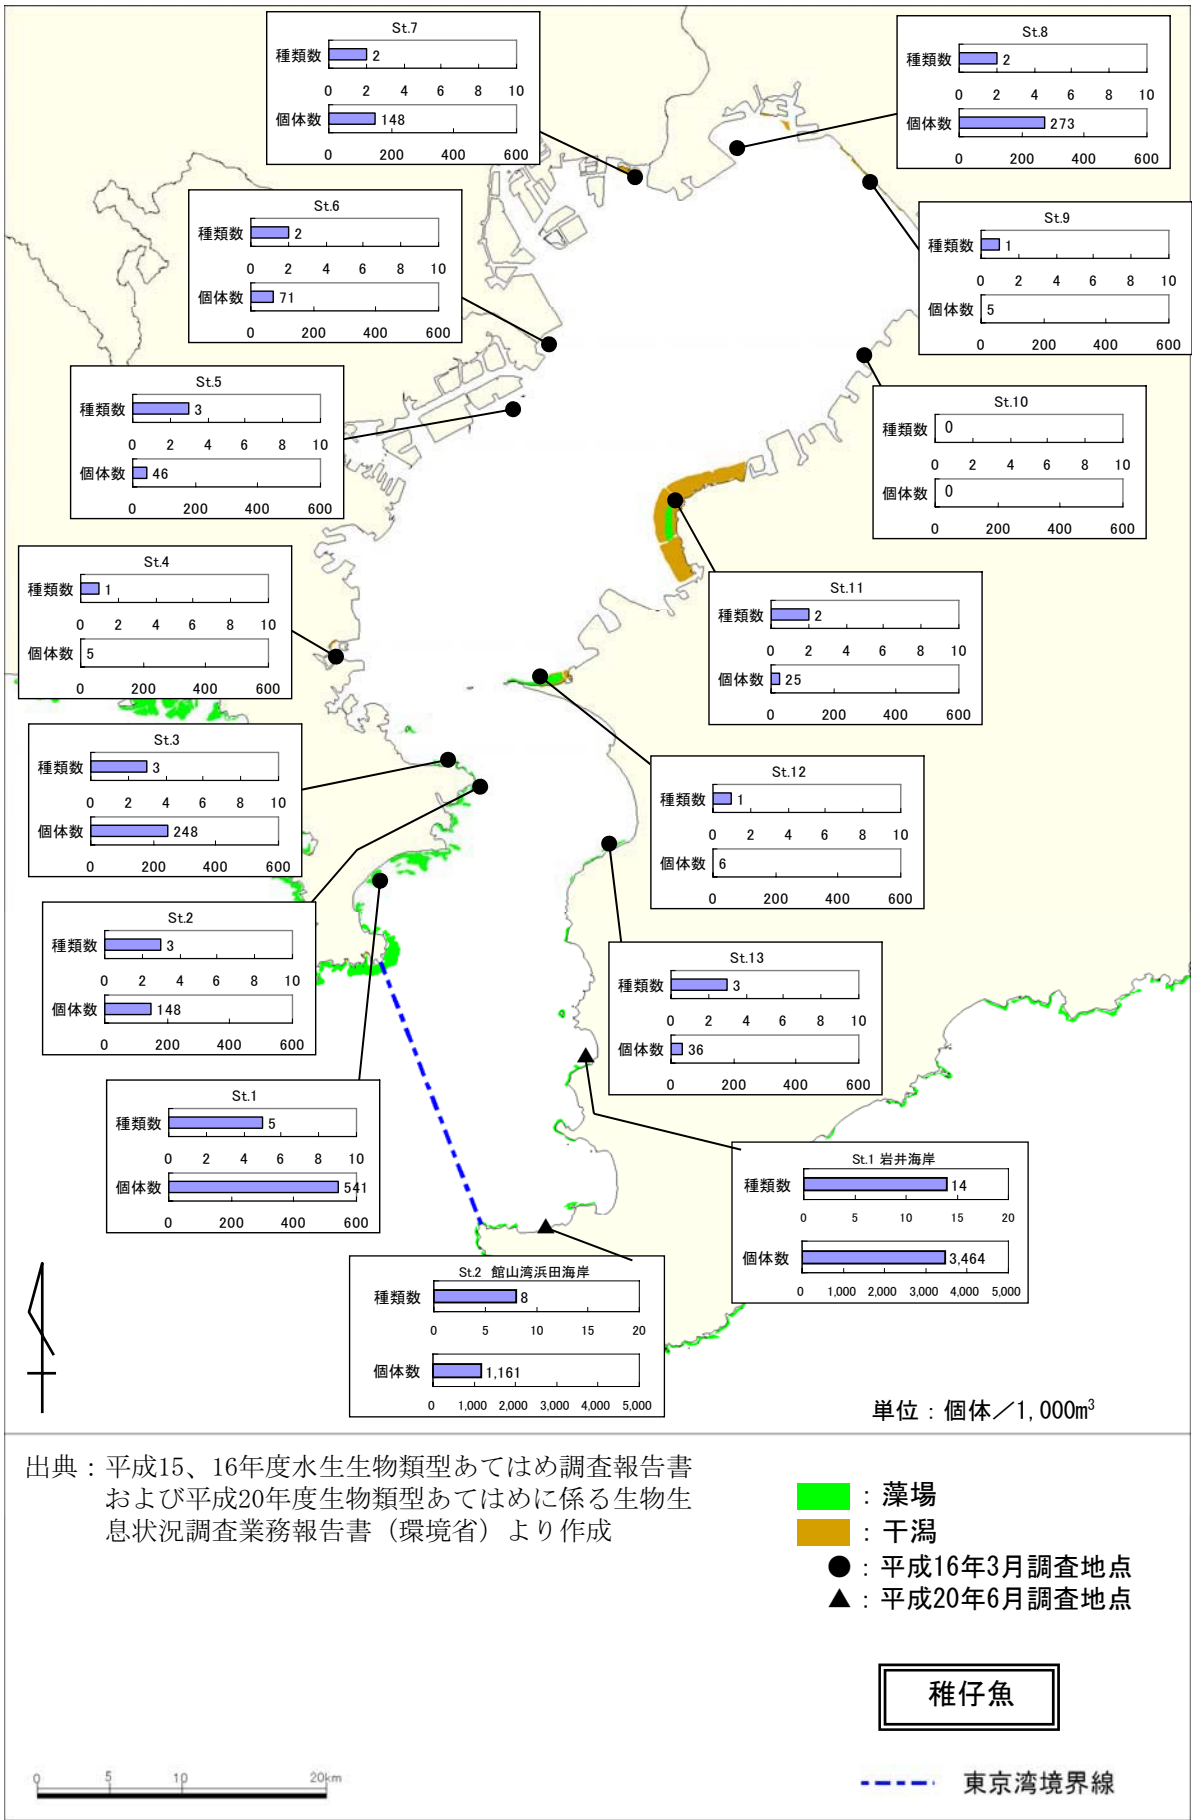 St.7
種類数 2
0 2 4 6 8 10
個体数 148
0 200 400 600
St.8
種類数 2
0 2 4 6 8 10
個体数 273
0 200 400 600
St.6
種類数 2
0 2 4 6 8 10
個体数 71
0 200 400 600
St.9
種類数 1
0 2 4 6 8 10
個体数 5
0 200 400 600
St.5
種類数 3
0 2 4 6 8 10
個体数 46
0 200 400 600
St.10
種類数 0
0 2 4 6 8 10
個体数 0
0 200 400 600
St.4
種類数 1
0 2 4 6 8 10
個体数 5
0 200 400 600
St.11
種類数 2
0 2 4 6 8 10
個体数 25
0 200 400 600
St.3
種類数 3
0 2 4 6 8 10
個体数 248
0 200 400 600
St.12
種類数 1
0 2 4 6 8 10
個体数 6
0 200 400 600
St.2
種類数 3
0 2 4 6 8 10
個体数 148
0 200 400 600
St.13
種類数 3
0 2 4 6 8 10
個体数 36
0 200 400 600
St.1
種類数 5
0 2 4 6 8 10
個体数 541
0 200 400 600
St.1 岩井海岸
種類数 14
0 5 10 15 20
個体数 3,464
0 1,000 2,000 3,000 4,000 5,000
St.2 館山湾浜田海岸
種類数 8
0 5 10 15 20
個体数 1,161
0 1,000 2,000 3,000 4,000 5,000
単位：個体／1,000m³
出典：平成15、16年度水生生物類型あてはめ調査報告書
および平成20年度生物類型あてはめに係る生物生
息状況調査業務報告書（環境省）より作成
：藻場
：干潟
：平成16年3月調査地点
：平成20年6月調査地点
稚仔魚
0 5 10 20km
東京湾境界線